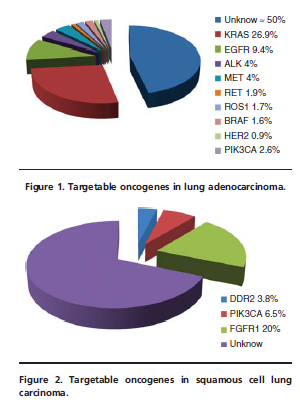 Unknow ≈ 50%
KRAS 26.9%
EGFR 9.4%
ALK 4%
MET 4%
RET 1.9%
ROS1 1.7%
BRAF 1.6%
HER2 0.9%
PIK3CA 2.6%
Figure 1. Targetable oncogenes in lung adenocarcinoma.
DDR2 3.8%
PIK3CA 6.5%
FGFR1 20%
Unknow
Figure 2. Targetable oncogenes in squamous cell lung
carcinoma.